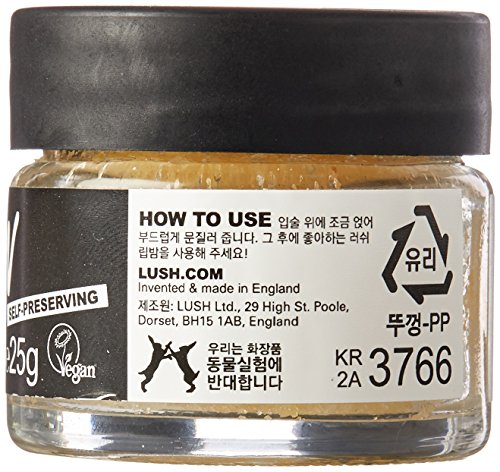 SELF-PRESERVING
25g
Vegan
HOW TO USE 입술 위에 조금 얹어
부드럽게 문질러 줍니다. 그 후에 좋아하는 러쉬
립밤을 사용해 주세요!
LUSH.COM
Invented & made in England
제조원: LUSH Ltd., 29 High St. Poole,
Dorset, BH15 1AB, England
우리는 화장품
동물실험에
반대합니다
유리
뚜껑-PP
KR
2A 3766